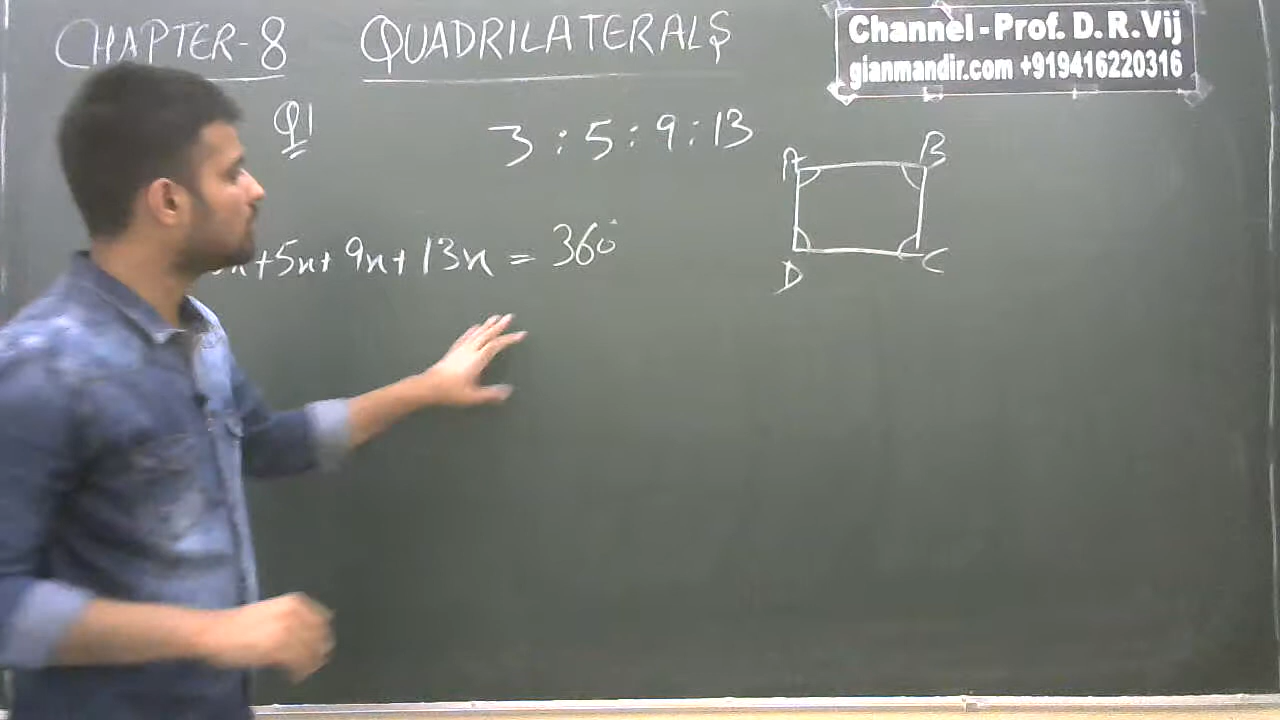 CHAPTER-8 QUADRILATERALS
Channel - Prof. D. R. Vij
gianmandir.com +919416220316
Q1
3 : 5 : 9 : 13
A B
D C
x+5x+9x+13x = 360°